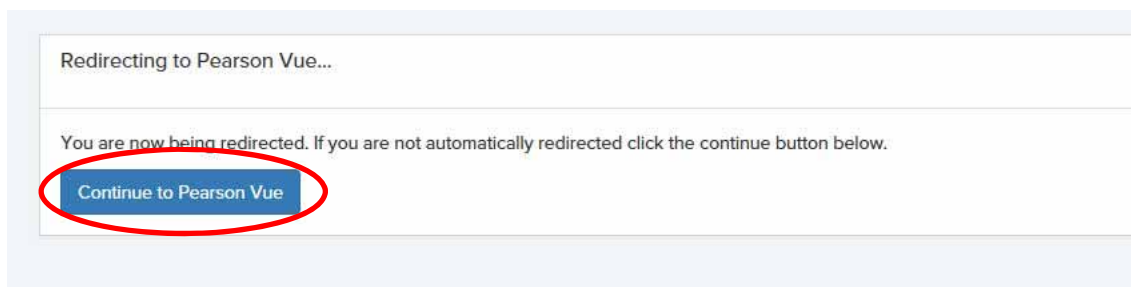 Redirecting to Pearson Vue...
You are now being redirected. If you are not automatically redirected click the continue button below.
Continue to Pearson Vue